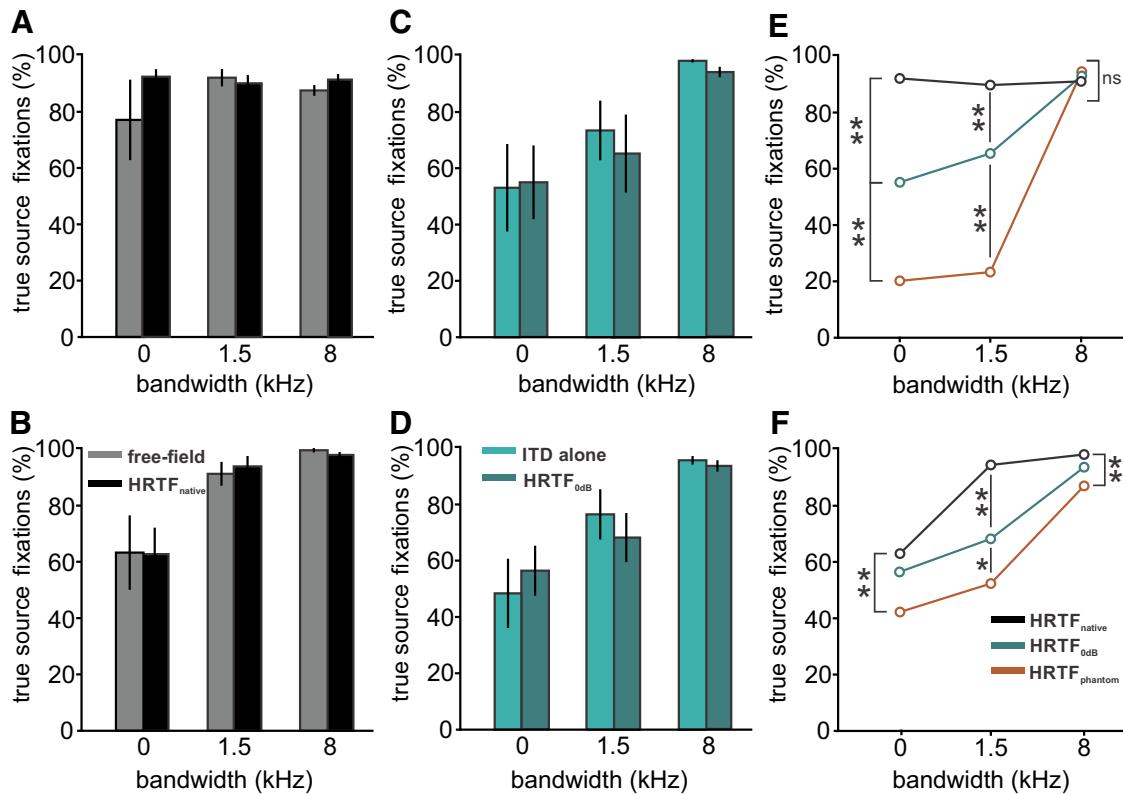 A
true source fixations (%)
100
80
60
40
20
0
0 1.5 8
bandwidth (kHz)
C
true source fixations (%)
100
80
60
40
20
0
0 1.5 8
bandwidth (kHz)
E
true source fixations (%)
100
80
60
40
20
0
**
**
**
**
ns
0 1.5 8
bandwidth (kHz)
B
true source fixations (%)
100
80
60
40
20
0
free-field
HRTFnative
0 1.5 8
bandwidth (kHz)
D
true source fixations (%)
100
80
60
40
20
0
ITD alone
HRTF0dB
0 1.5 8
bandwidth (kHz)
F
true source fixations (%)
100
80
60
40
20
0
**
**
*
**
HRTFnative
HRTF0dB
HRTFphantom
0 1.5 8
bandwidth (kHz)